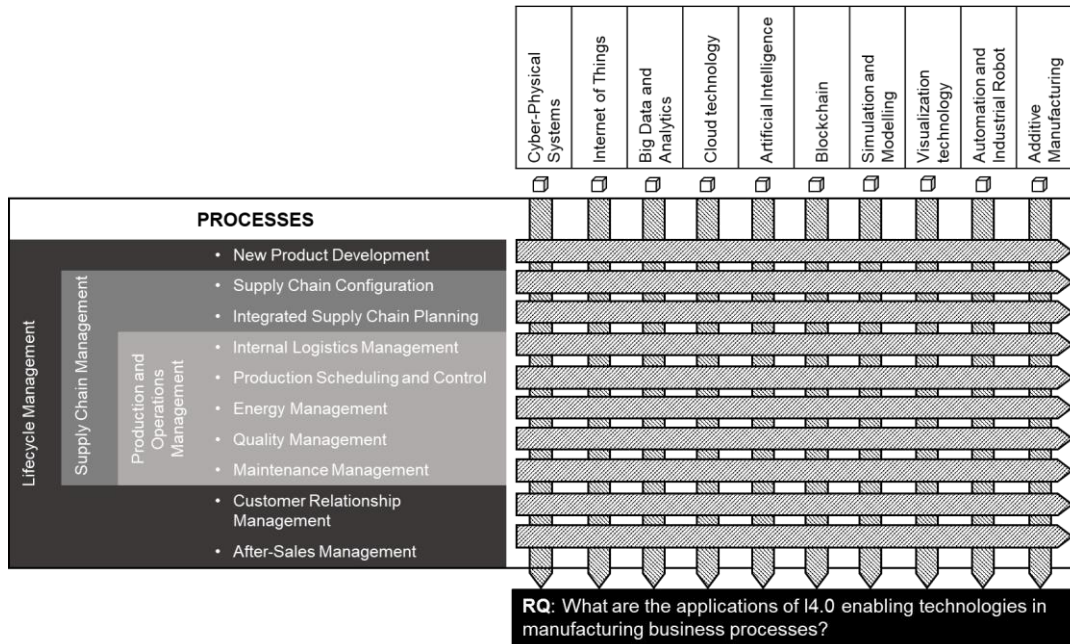 Cyber-Physical
Systems
Internet of Things
Big Data and
Analytics
Cloud technology
Artificial Intelligence
Blockchain
Simulation and
Modelling
Visualization
technology
Automation and
Industrial Robot
Additive
Manufacturing
PROCESSES
Lifecycle Management
Supply Chain Management
Production and
Operations
Management
• New Product Development
• Supply Chain Configuration
• Integrated Supply Chain Planning
• Internal Logistics Management
• Production Scheduling and Control
• Energy Management
• Quality Management
• Maintenance Management
• Customer Relationship
Management
• After-Sales Management
RQ: What are the applications of I4.0 enabling technologies in
manufacturing business processes?